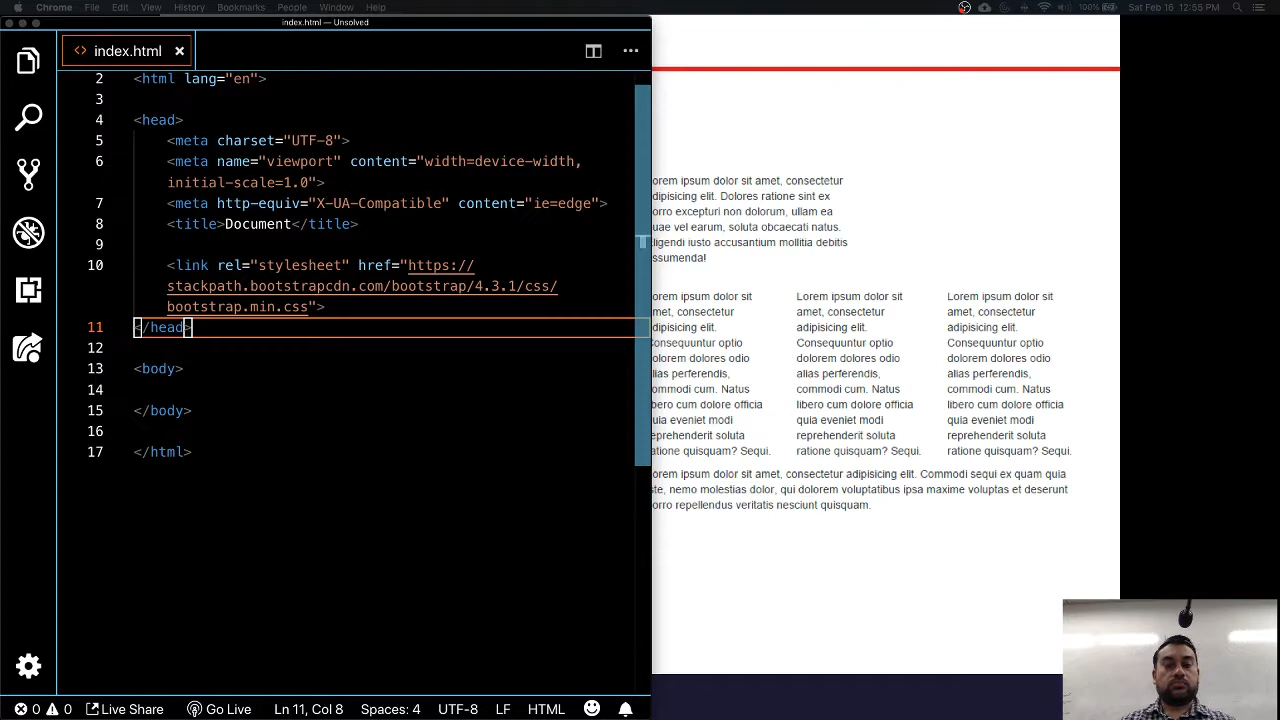 Chrome File Edit View History Bookmarks People Window Help 100% Sat Feb 16 12:55 PM
index.html — Unsolved
<> index.html ×
2 <html lang="en">
3
4 <head>
5 <meta charset="UTF-8">
6 <meta name="viewport" content="width=device-width,
initial-scale=1.0">
7 <meta http-equiv="X-UA-Compatible" content="ie=edge">
8 <title>Document</title>
9
10 <link rel="stylesheet" href="https://
stackpath.bootstrapcdn.com/bootstrap/4.3.1/css/
bootstrap.min.css">
11 </head>
12
13 <body>
14
15 </body>
16
17 </html>
orem ipsum dolor sit amet, consectetur
dipisicing elit. Dolores ratione sint ex
orro excepturi non dolorum, ullam ea
uae vel earum, soluta obcaecati natus.
ligendi iusto accusantium mollitia debitis
ssumenda!
orem ipsum dolor sit
met, consectetur
dipisicing elit.
Consequuntur optio
olorem dolores odio
lias perferendis,
ommodi cum. Natus
bero cum dolore officia
uia eveniet modi
eprehenderit soluta
atione quisquam? Sequi.
Lorem ipsum dolor sit
amet, consectetur
adipisicing elit.
Consequuntur optio
dolorem dolores odio
alias perferendis,
commodi cum. Natus
libero cum dolore officia
quia eveniet modi
reprehenderit soluta
ratione quisquam? Sequi.
Lorem ipsum dolor sit
amet, consectetur
adipisicing elit.
Consequuntur optio
dolorem dolores odio
alias perferendis,
commodi cum. Natus
libero cum dolore officia
quia eveniet modi
reprehenderit soluta
ratione quisquam? Sequi.
orem ipsum dolor sit amet, consectetur adipisicing elit. Commodi sequi ex quam quia
ste, nemo molestias dolor, qui dolorem voluptatibus ipsa maxime voluptas et deserunt
orro repellendus veritatis nesciunt quisquam.
0 0 Live Share Go Live Ln 11, Col 8 Spaces: 4 UTF-8 LF HTML